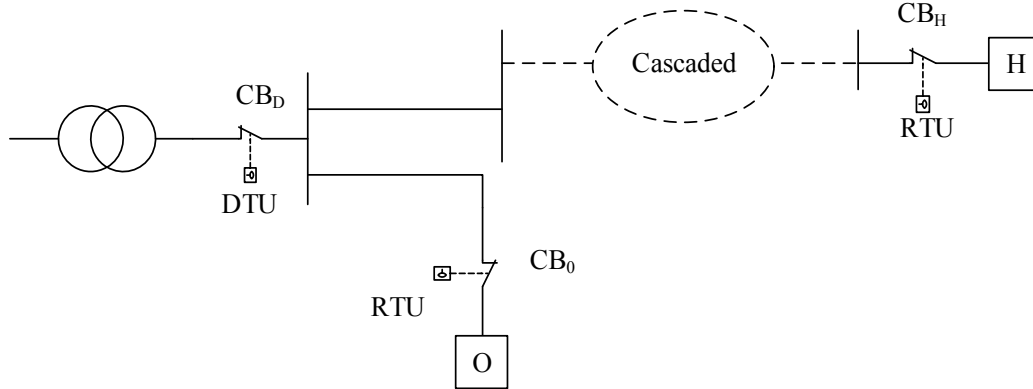 CB_H
Cascaded
H
CB_D
RTU
DTU
CB_0
RTU
O